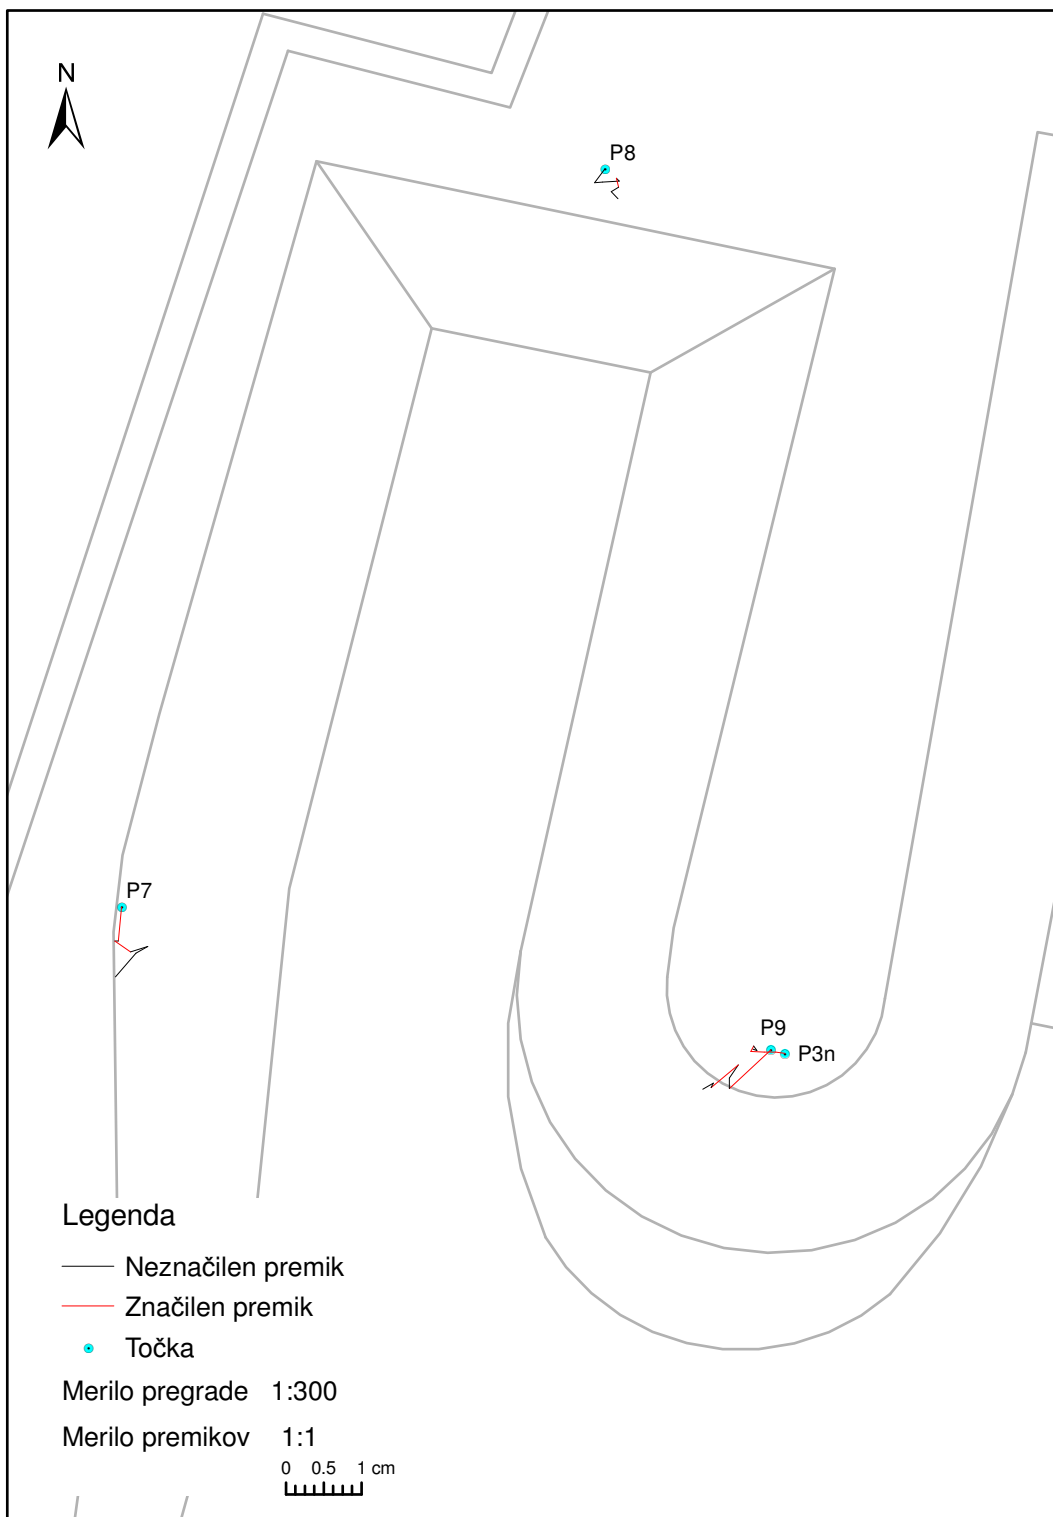 N
P8
P7
P9
P3n
Legenda
Neznačilen premik
Značilen premik
Točka
Merilo pregrade 1:300
Merilo premikov 1:1
0 0.5 1 cm